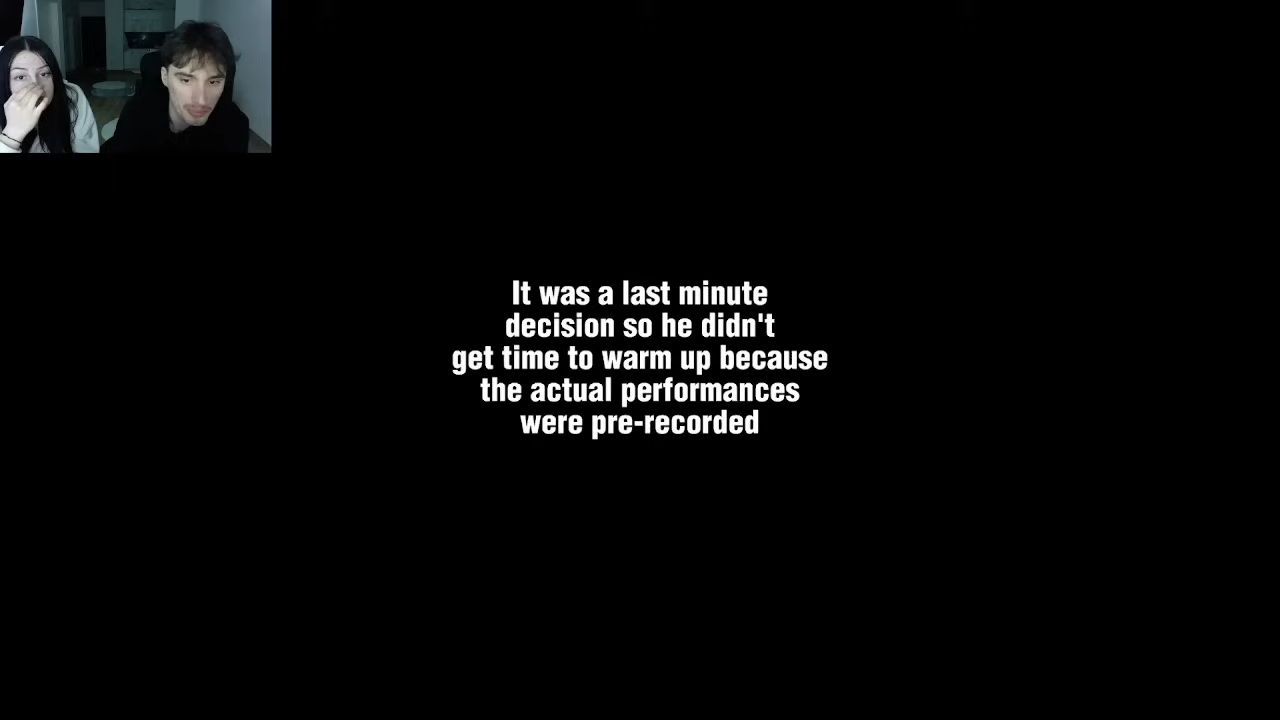 It was a last minute
decision so he didn't
get time to warm up because
the actual performances
were pre-recorded